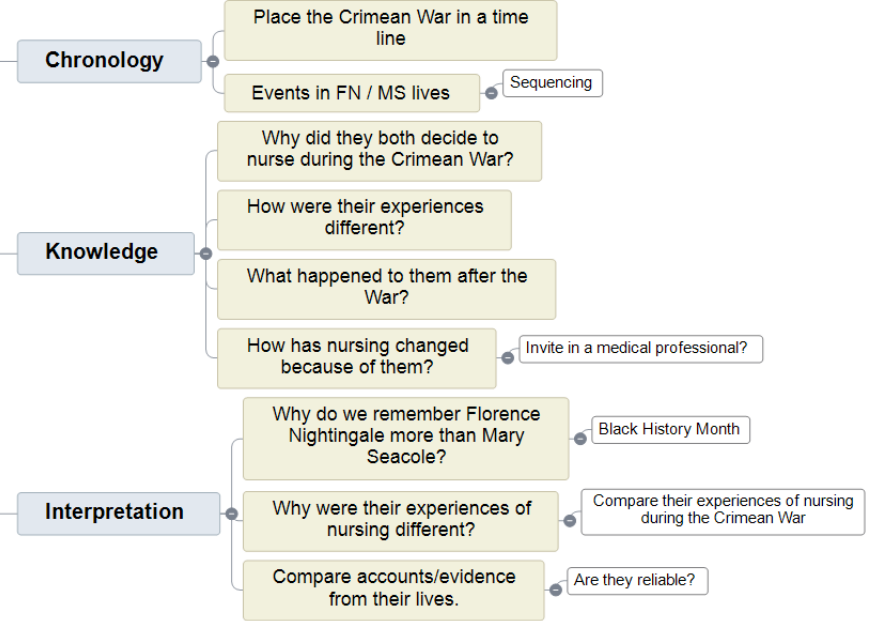 Chronology
Place the Crimean War in a time
line
Events in FN / MS lives
Sequencing
Knowledge
Why did they both decide to
nurse during the Crimean War?
How were their experiences
different?
What happened to them after the
War?
How has nursing changed
because of them?
Invite in a medical professional?
Interpretation
Why do we remember Florence
Nightingale more than Mary
Seacole?
Black History Month
Why were their experiences of
nursing different?
Compare their experiences of nursing
during the Crimean War
Compare accounts/evidence
from their lives.
Are they reliable?